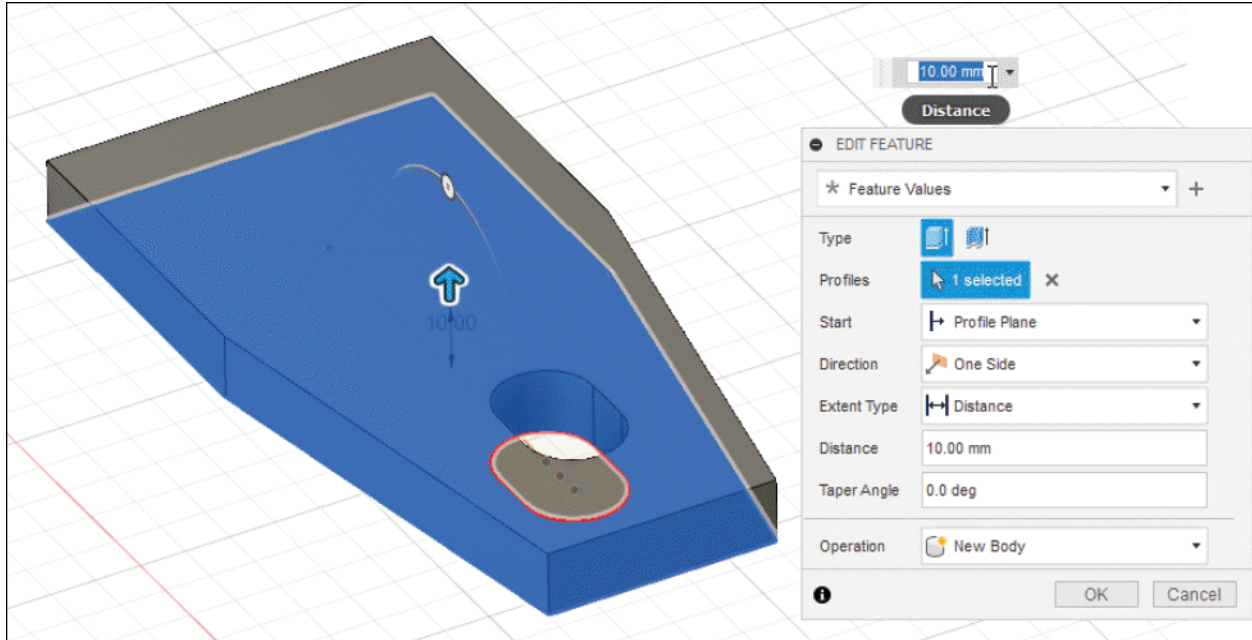 10.00 mm
Distance
EDIT FEATURE
Feature Values
Type
Profiles 1 selected
Start Profile Plane
Direction One Side
Extent Type Distance
Distance 10.00 mm
Taper Angle 0.0 deg
Operation New Body
OK Cancel
10.00